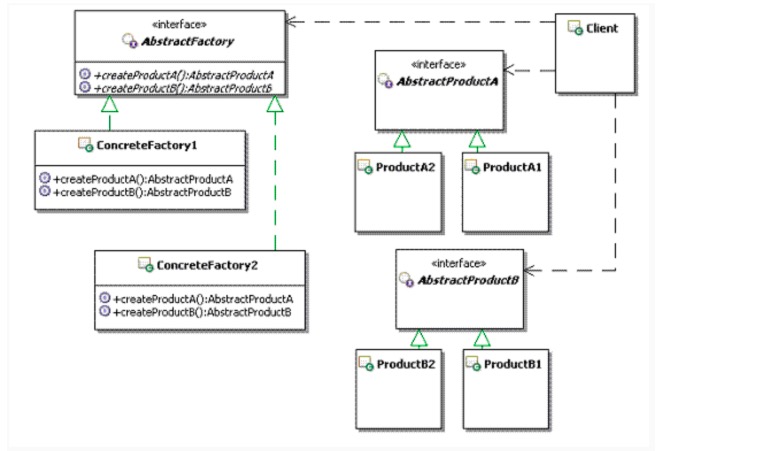 «interface»
AbstractFactory
+createProductA():AbstractProductA
+createProductB():AbstractProductB
Client
«interface»
AbstractProductA
ConcreteFactory1
+createProductA():AbstractProductA
+createProductB():AbstractProductB
ProductA2
ProductA1
ConcreteFactory2
+createProductA():AbstractProductA
+createProductB():AbstractProductB
«interface»
AbstractProductB
ProductB2
ProductB1